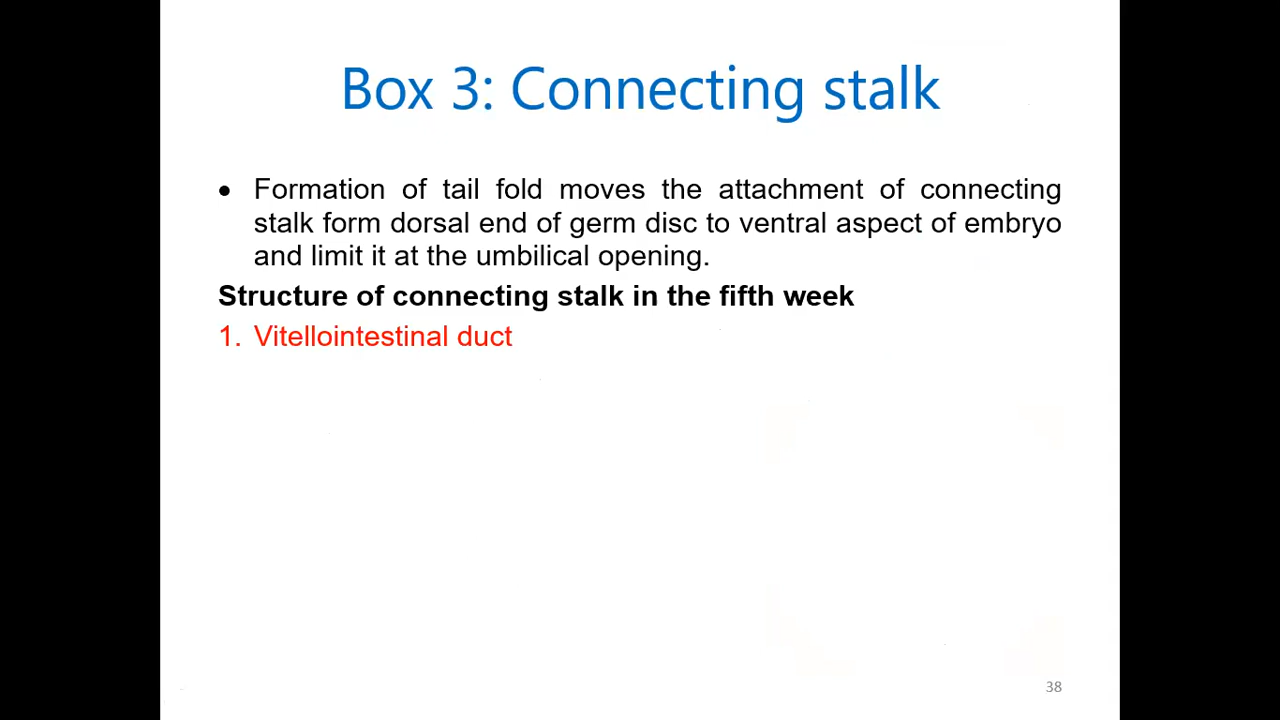 Box 3: Connecting stalk
• Formation of tail fold moves the attachment of connecting
stalk form dorsal end of germ disc to ventral aspect of embryo
and limit it at the umbilical opening.
Structure of connecting stalk in the fifth week
1. Vitellointestinal duct
38